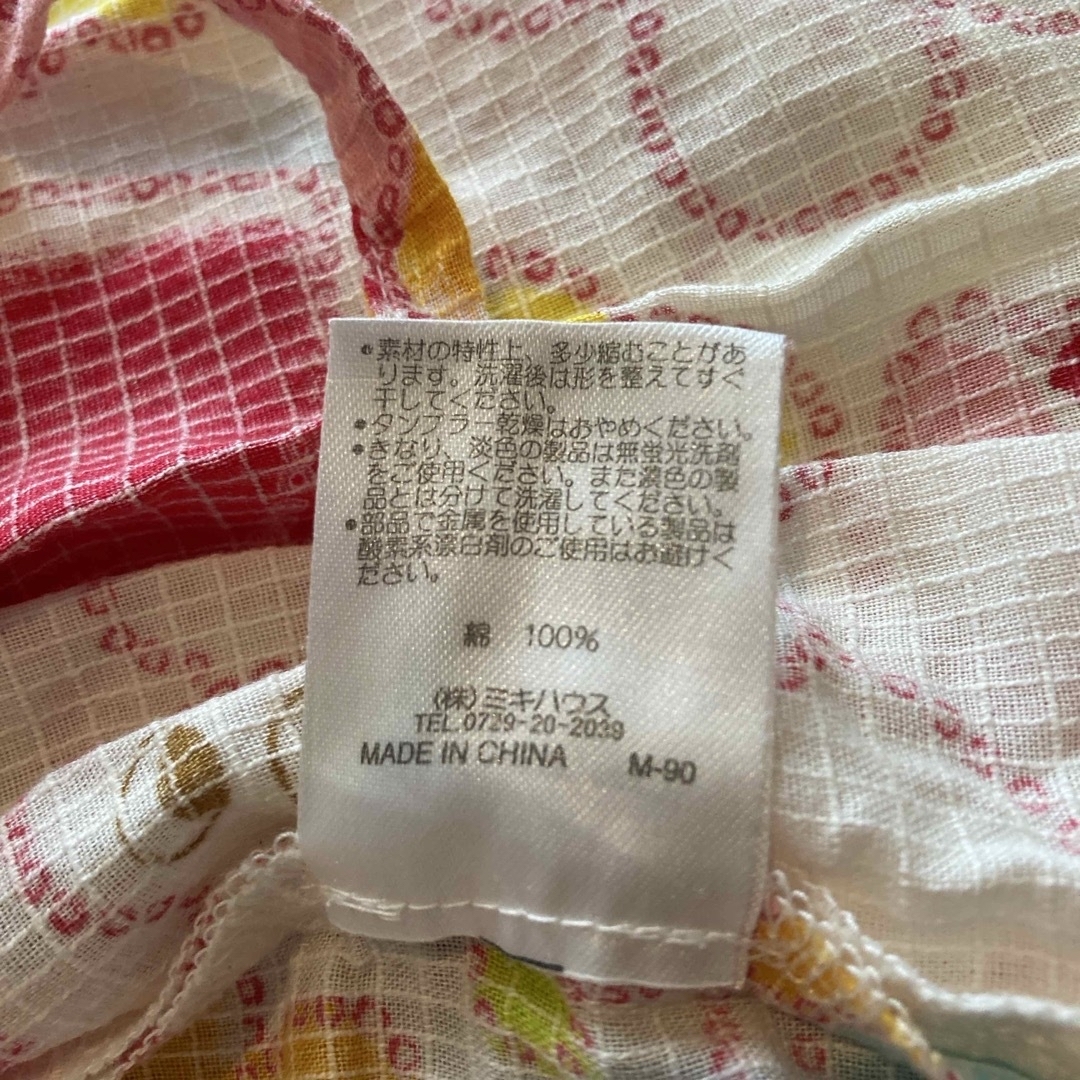 •素材の特性上、多少縮むことがあ
ります。洗濯後は形を整えてすぐ
干してください。
•タンブラー乾燥はおやめください。
•きなり、淡色の製品は無蛍光洗剤
をご使用ください。また濃色の製
品とは分けて洗濯してください。
•部品で金属を使用している製品は
酸素系漂白剤のご使用はお避けく
ださい。
綿 100%
(株)ミキハウス
TEL.0729-20-2039
MADE IN CHINA M-90